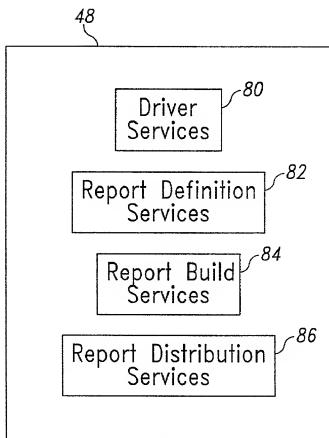 48
80
Driver
Services
82
Report Definition
Services
84
Report Build
Services
86
Report Distribution
Services